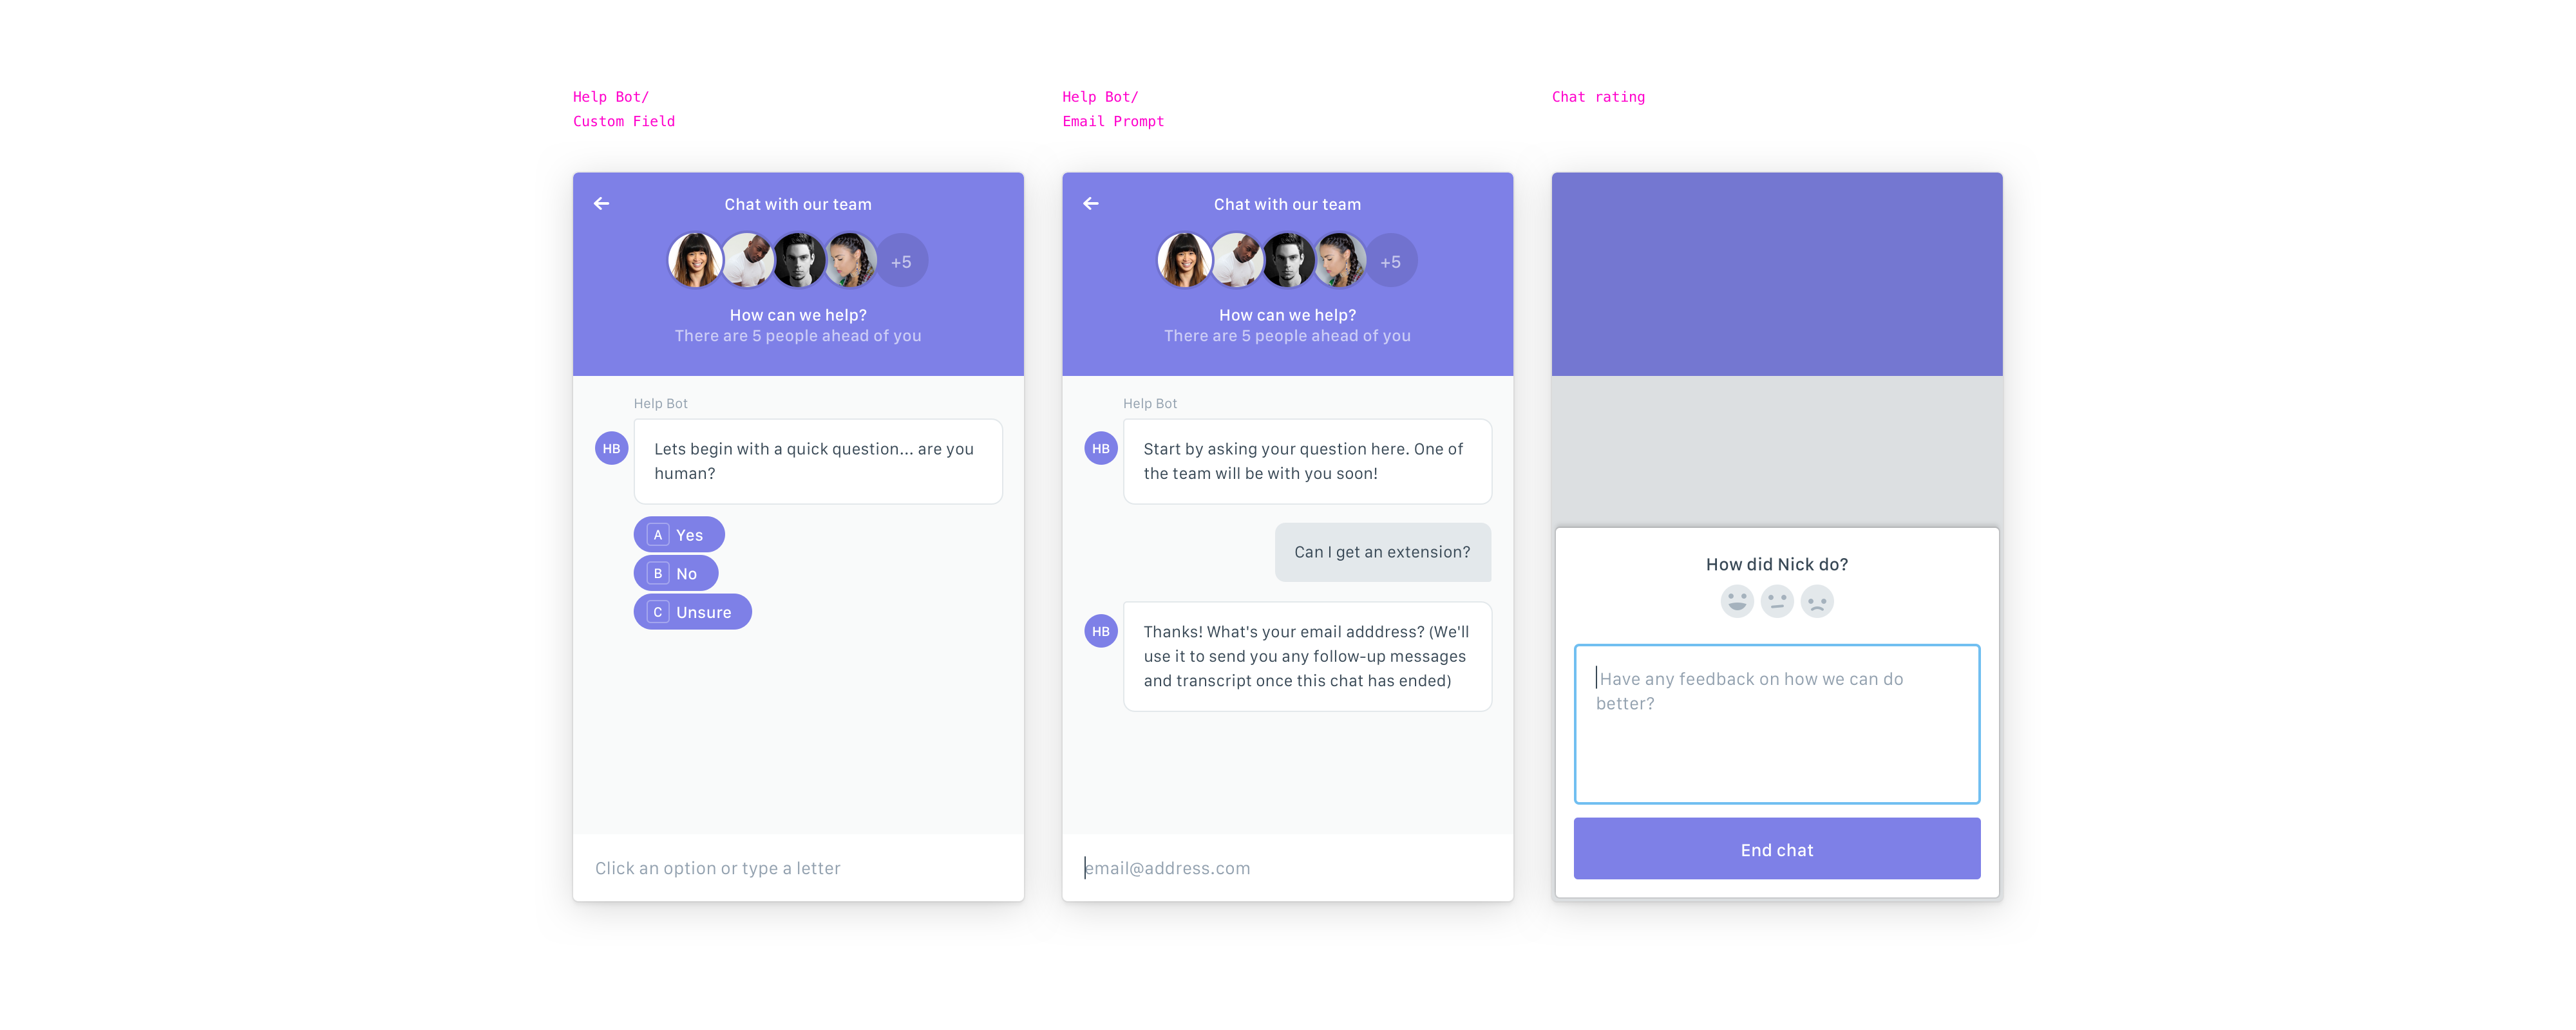 Help Bot/
Custom Field
Chat with our team
+5
How can we help?
There are 5 people ahead of you
Help Bot
HB
Lets begin with a quick question... are you
human?
A Yes
B No
C Unsure
Click an option or type a letter
Help Bot/
Email Prompt
Chat with our team
+5
How can we help?
There are 5 people ahead of you
Help Bot
HB
Start by asking your question here. One of
the team will be with you soon!
Can I get an extension?
HB
Thanks! What's your email adddress? (We'll
use it to send you any follow-up messages
and transcript once this chat has ended)
email@address.com
Chat rating
How did Nick do?
Have any feedback on how we can do
better?
End chat